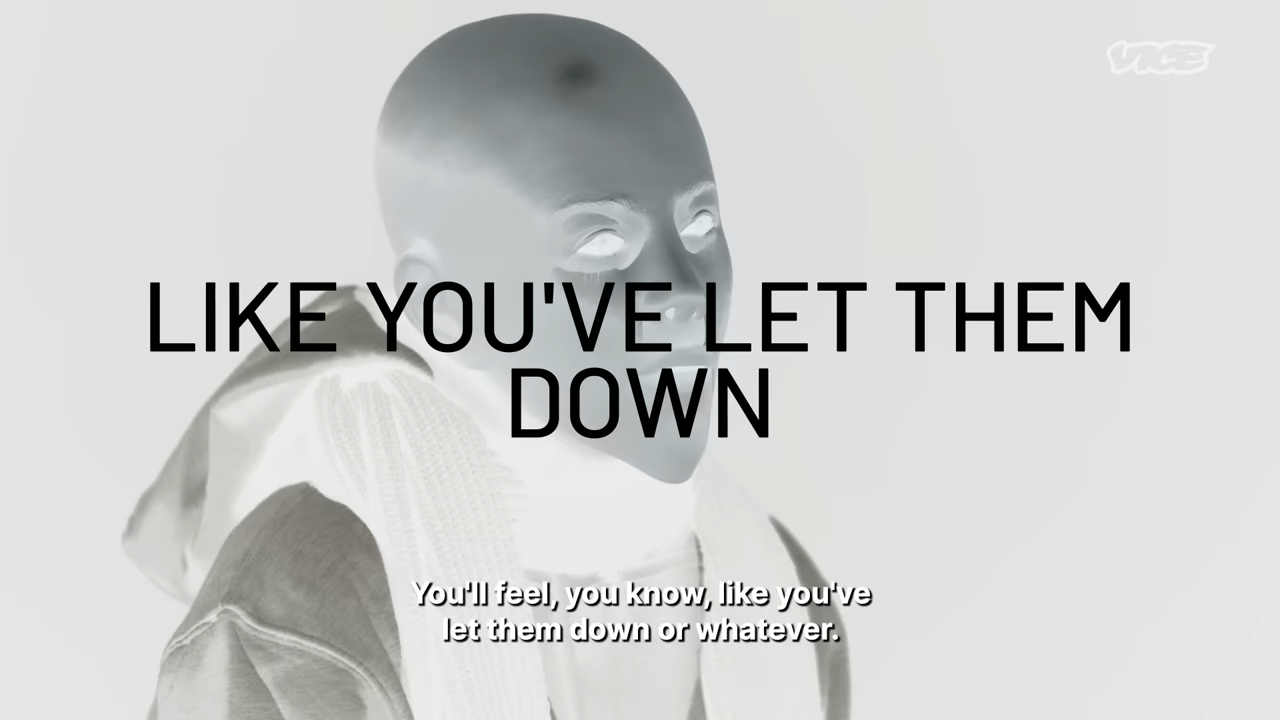 VICE
LIKE YOU'VE LET THEM
DOWN
You'll feel, you know, like you've
let them down or whatever.